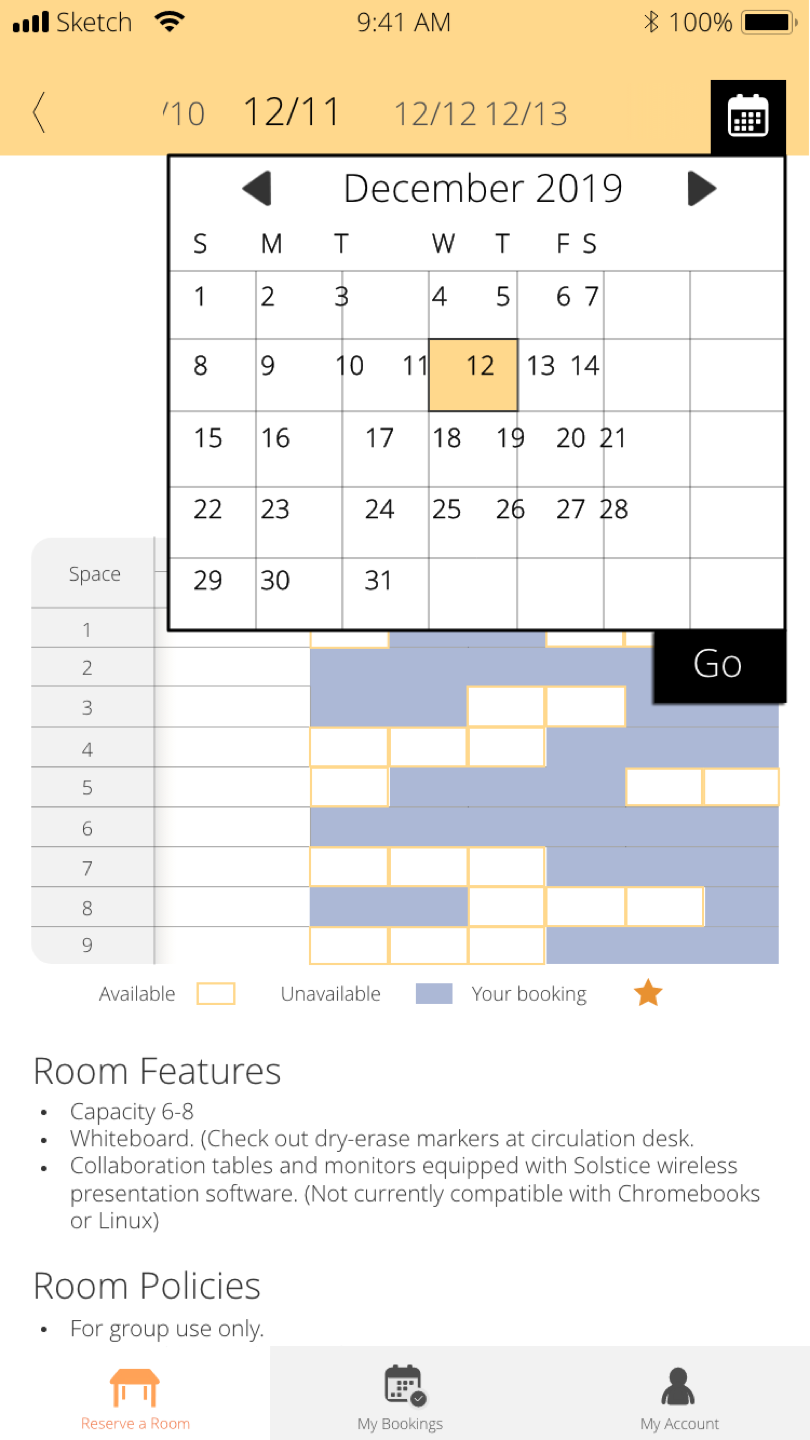 Sketch 9:41 AM 100%
/10 12/11 12/12 12/13
December 2019
S M T W T F S
1 2 3 4 5 6 7
8 9 10 11 12 13 14
15 16 17 18 19 20 21
22 23 24 25 26 27 28
29 30 31
Go
Space
1
2
3
4
5
6
7
8
9
Available Unavailable Your booking
Room Features
• Capacity 6-8
• Whiteboard. (Check out dry-erase markers at circulation desk.
• Collaboration tables and monitors equipped with Solstice wireless
presentation software. (Not currently compatible with Chromebooks
or Linux)
Room Policies
• For group use only.
Reserve a Room My Bookings My Account